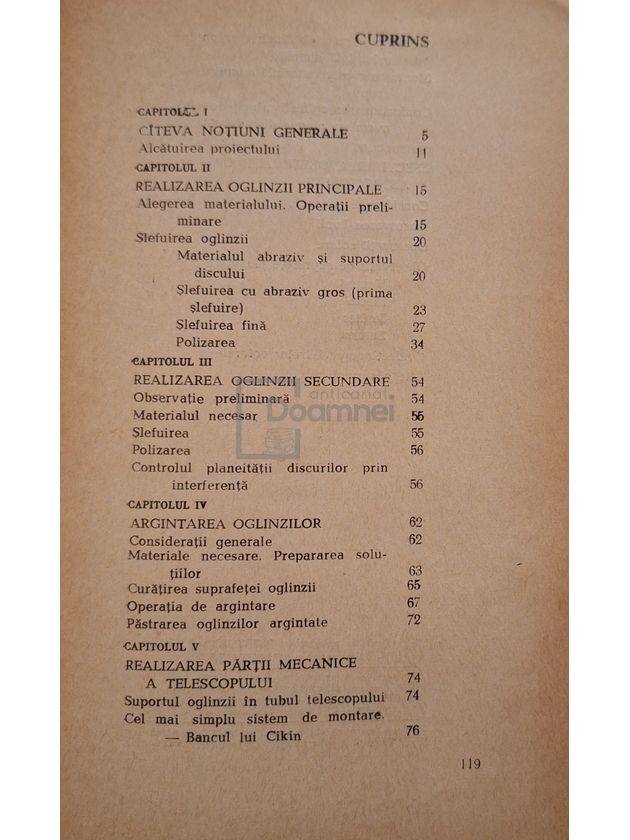 CUPRINS
CAPITOLUL I
CÎTEVA NOȚIUNI GENERALE 5
Alcătuirea proiectului 11
CAPITOLUL II
REALIZAREA OGLINZII PRINCIPALE 15
Alegerea materialului. Operații preli-
minare 15
Șlefuirea oglinzii 20
Materialul abraziv și suportul
discului 20
Șlefuire cu abraziv gros (prima
șlefuire) 23
Șlefuirea fină 27
Polizarea 34
CAPITOLUL III
REALIZAREA OGLINZII SECUNDARE 54
Observație preliminară 54
Materialul necesar 55
Șlefuirea 55
Polizarea 56
Controlul planeității discurilor prin
interferență 56
anticariat
Doamnei
CAPITOLUL IV
ARGINTAREA OGLINZILOR 62
Considerații generale 62
Materiale necesare. Prepararea solu-
țiilor 63
Curățirea suprafeței oglinzii 65
Operația de argintare 67
Păstrarea oglinzilor argintate 72
CAPITOLUL V
REALIZAREA PĂRȚII MECANICE
A TELESCOPULUI 74
Suportul oglinzii în tubul telescopului 74
Cel mai simplu sistem de montare.
— Bancul lui Cikin 76
119